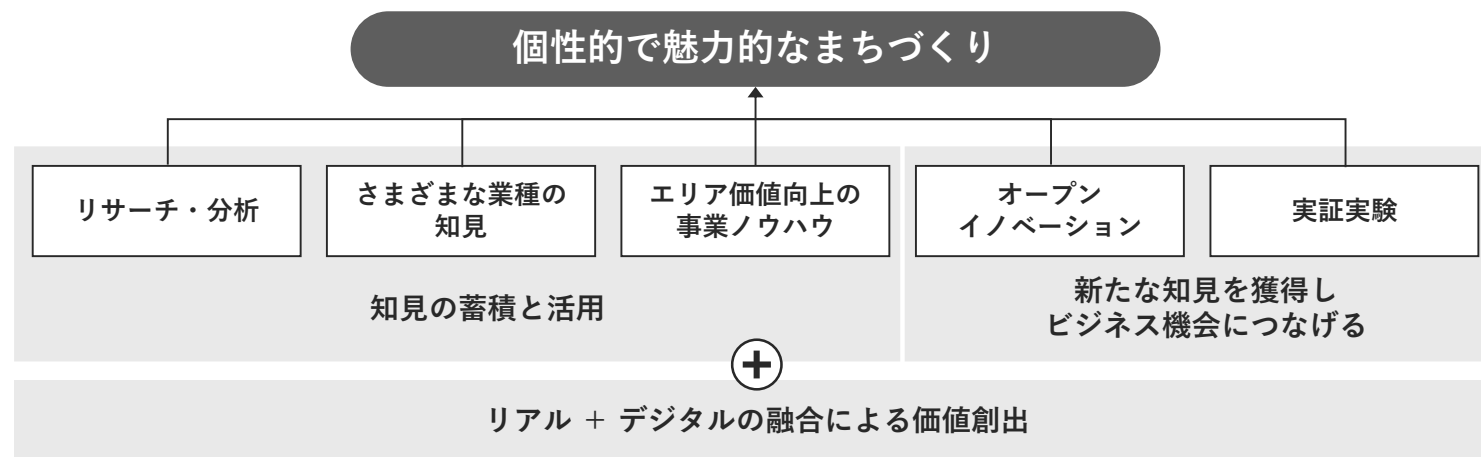 個性的で魅力的なまちづくり
リサーチ・分析
さまざまな業種の
知見
エリア価値向上の
事業ノウハウ
オープン
イノベーション
実証実験
知見の蓄積と活用
新たな知見を獲得し
ビジネス機会につなげる
+
リアル + デジタルの融合による価値創出